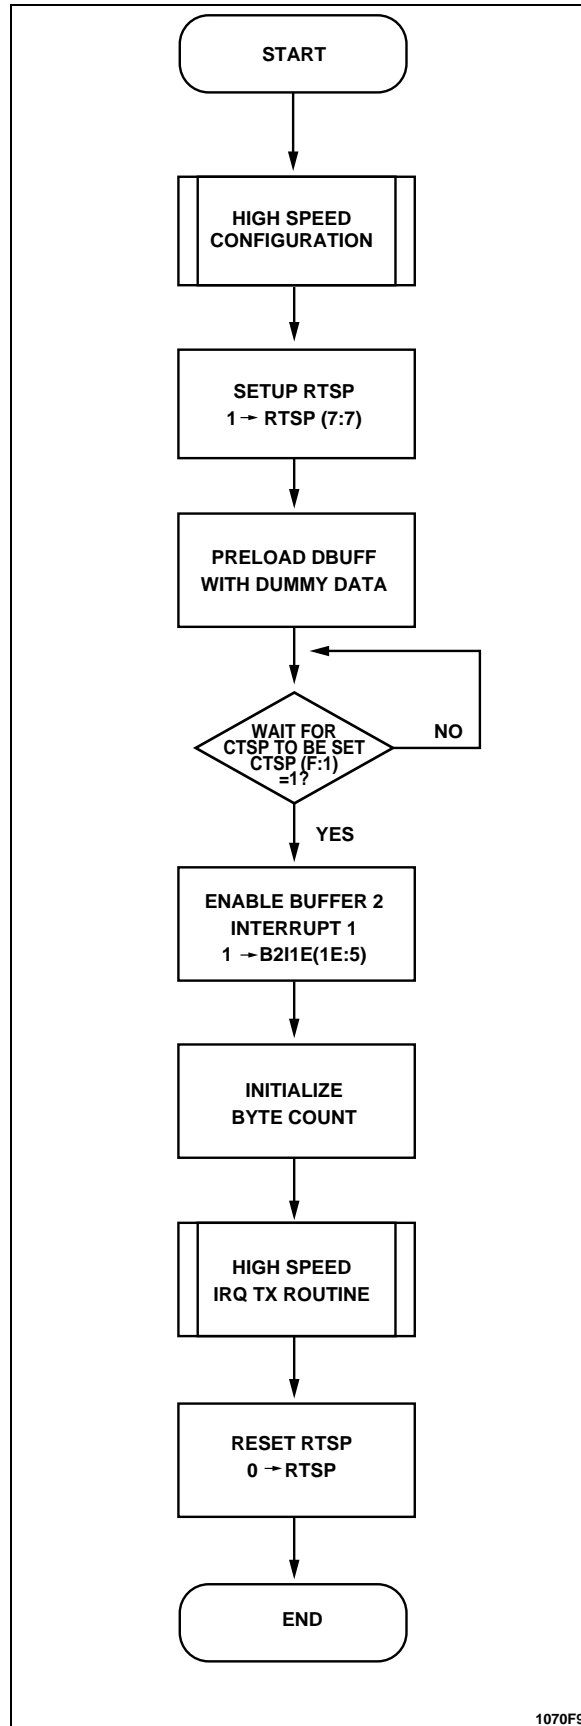 START
HIGH SPEED
CONFIGURATION
SETUP RTSP
1 → RTSP (7:7)
PRELOAD DBUFF
WITH DUMMY DATA
WAIT FOR
CTSP TO BE SET
CTSP (F:1)
=1?
NO
YES
ENABLE BUFFER 2
INTERRUPT 1
1 → B2I1E(1E:5)
INITIALIZE
BYTE COUNT
HIGH SPEED
IRQ TX ROUTINE
RESET RTSP
0 → RTSP
END
1070F9